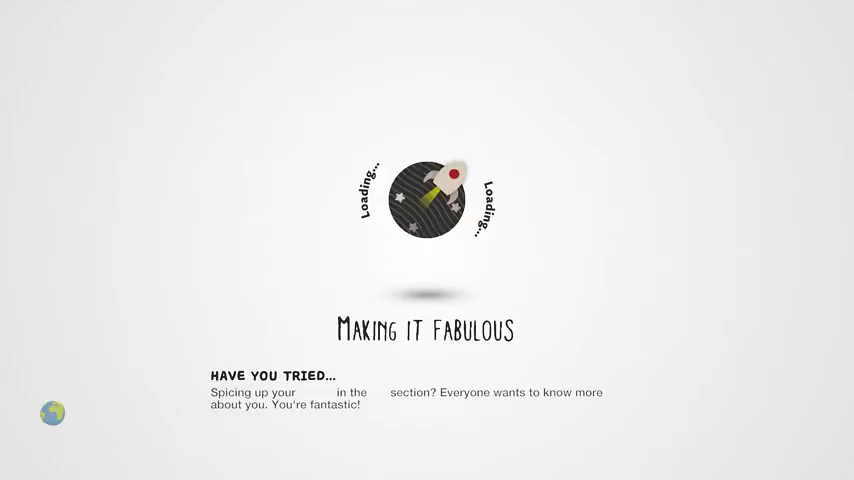 Loading...
Loading...
MAKING IT FABULOUS
HAVE YOU TRIED...
Spicing up your in the section? Everyone wants to know more
about you. You're fantastic!